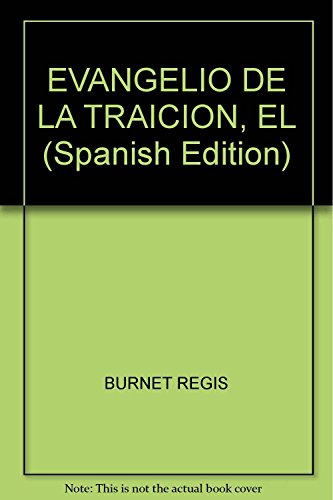 EVANGELIO DE
LA TRAICION, EL
(Spanish Edition)
BURNET REGIS
Note: This is not the actual book cover